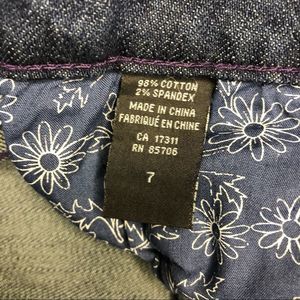 98% COTTON
2% SPANDEX
MADE IN CHINA
FABRIQUÉ EN CHINE
CA 17311
RN 85706
7